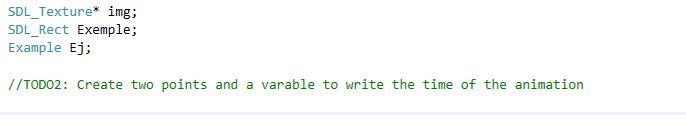 SDL_Texture* img;
SDL_Rect Exemple;
Example Ej;
//TODO2: Create two points and a varable to write the time of the animation